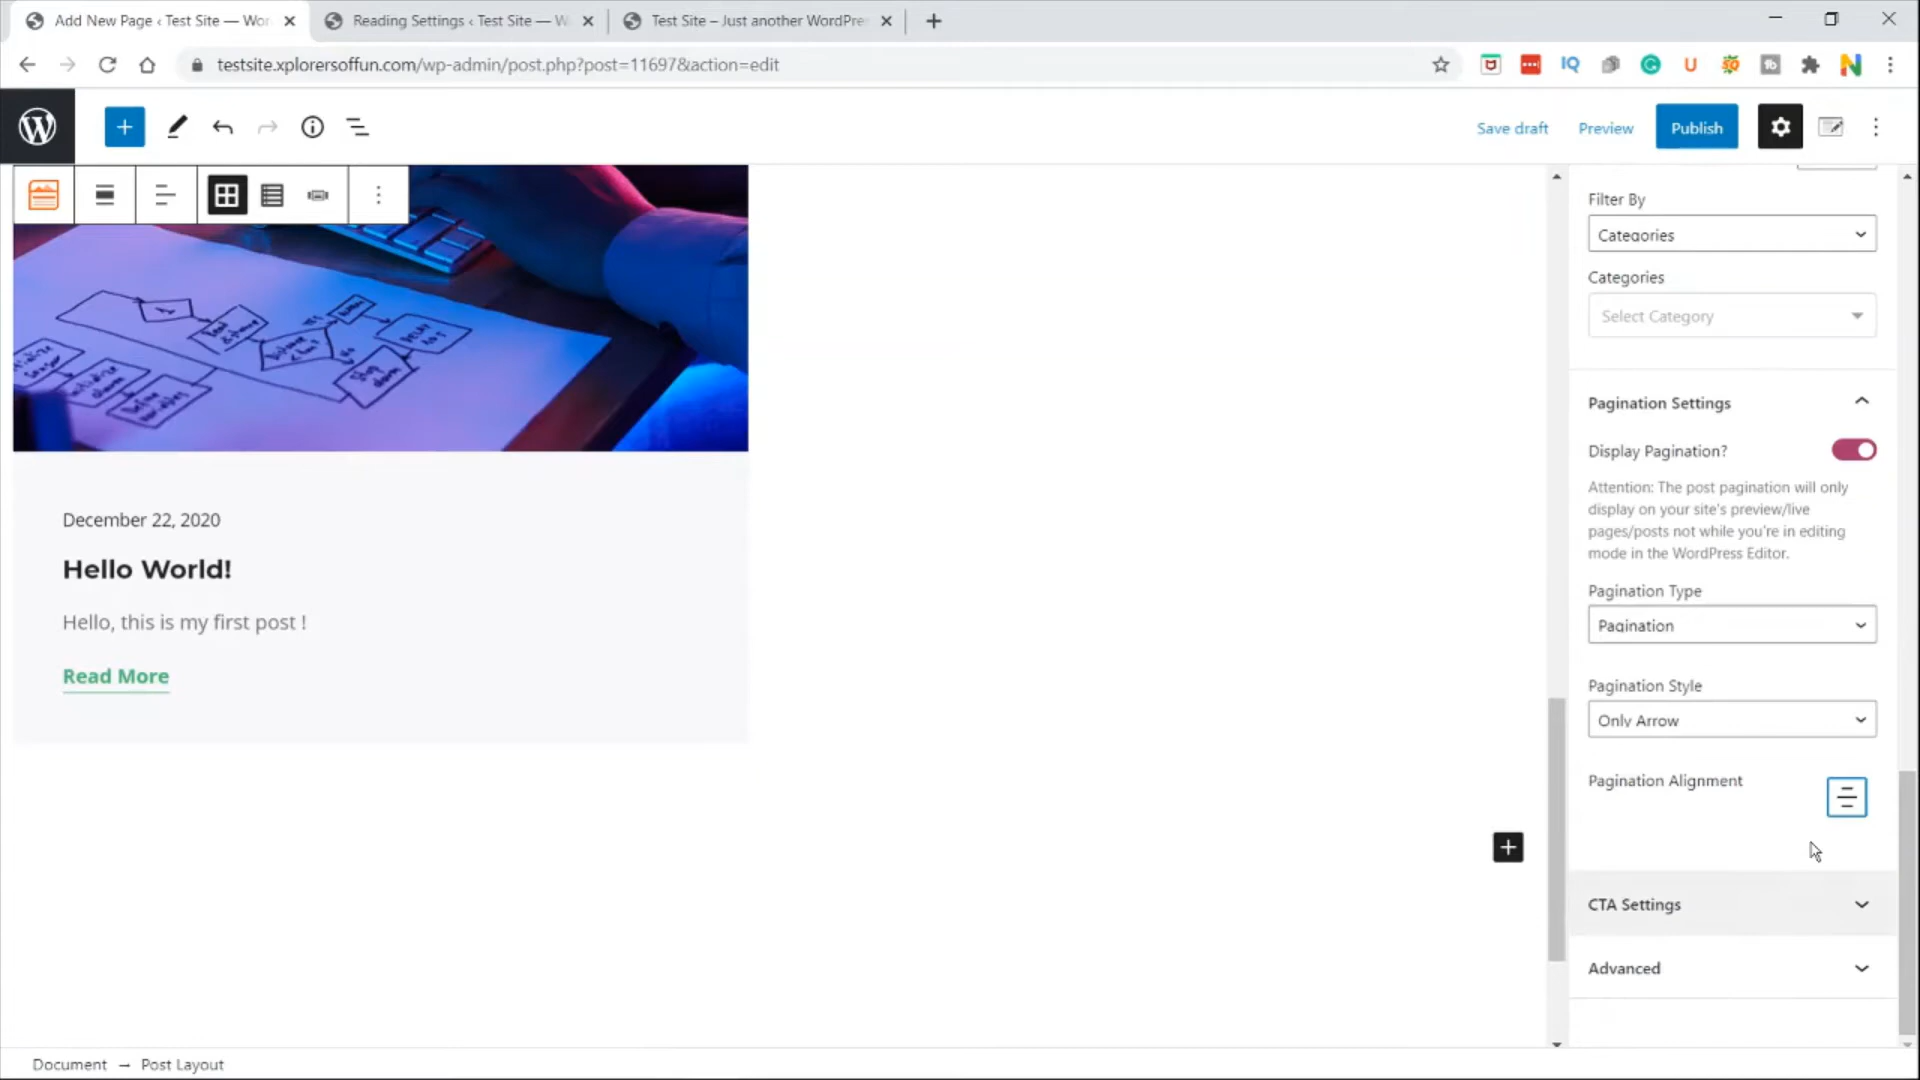 Add New Page ‹ Test Site — Wor
Reading Settings ‹ Test Site — W
Test Site – Just another WordPre
testsite.xplorersoffun.com/wp-admin/post.php?post=11697&action=edit
IQ
Save draft
Preview
Publish
Filter By
Categories
Categories
Select Category
Pagination Settings
Display Pagination?
Attention: The post pagination will only
display on your site's preview/live
pages/posts not while you're in editing
mode in the WordPress Editor.
Pagination Type
Pagination
Pagination Style
Only Arrow
Pagination Alignment
CTA Settings
Advanced
December 22, 2020
Hello World!
Hello, this is my first post !
Read More
Document → Post Layout